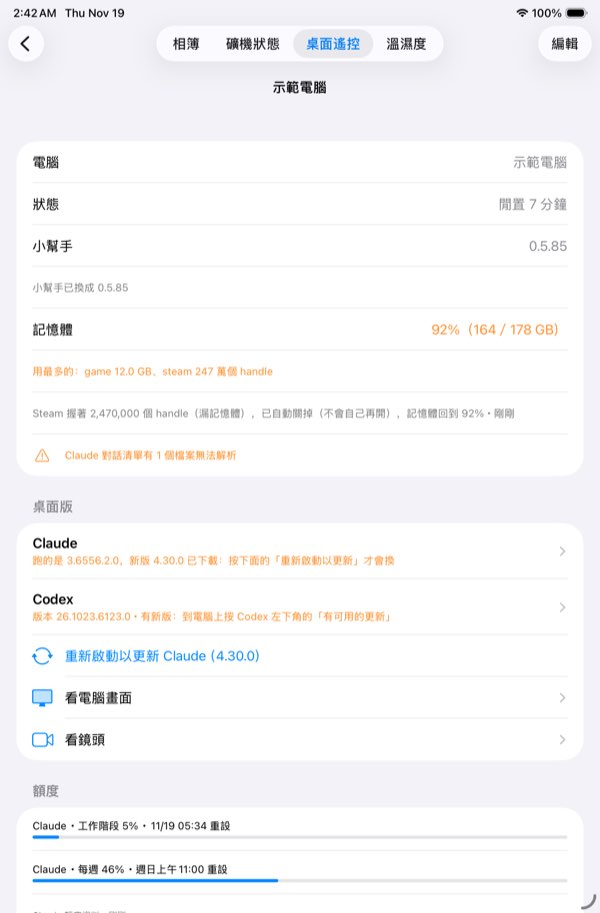 2:42 AM Thu Nov 19
100%
相薄 礦機狀態 桌面遙控 溫濕度
編輯
示範電腦
電腦 示範電腦
狀態 閒置 7 分鐘
小幫手 0.5.85
小幫手已換成 0.5.85
記憶體 92%（164 / 178 GB）
用最多的：game 12.0 GB、steam 247 萬個 handle
Steam 握著 2,470,000 個 handle（漏記憶體），已自動關掉（不會自己再開），記憶體回到 92%・剛剛
Claude 對話清單有 1 個檔案無法解析
桌面版
Claude
跑的是 3.6556.2.0，新版 4.30.0 已下載：按下面的「重新啟動以更新」才會換
Codex
版本 26.1023.6123.0・有新版：到電腦上按 Codex 左下角的「有可用的更新」
重新啟動以更新 Claude (4.30.0)
看電腦畫面
看鏡頭
額度
Claude・工作階段 5%・11/19 05:34 重設
Claude・每週 46%・週日上午11:00 重設